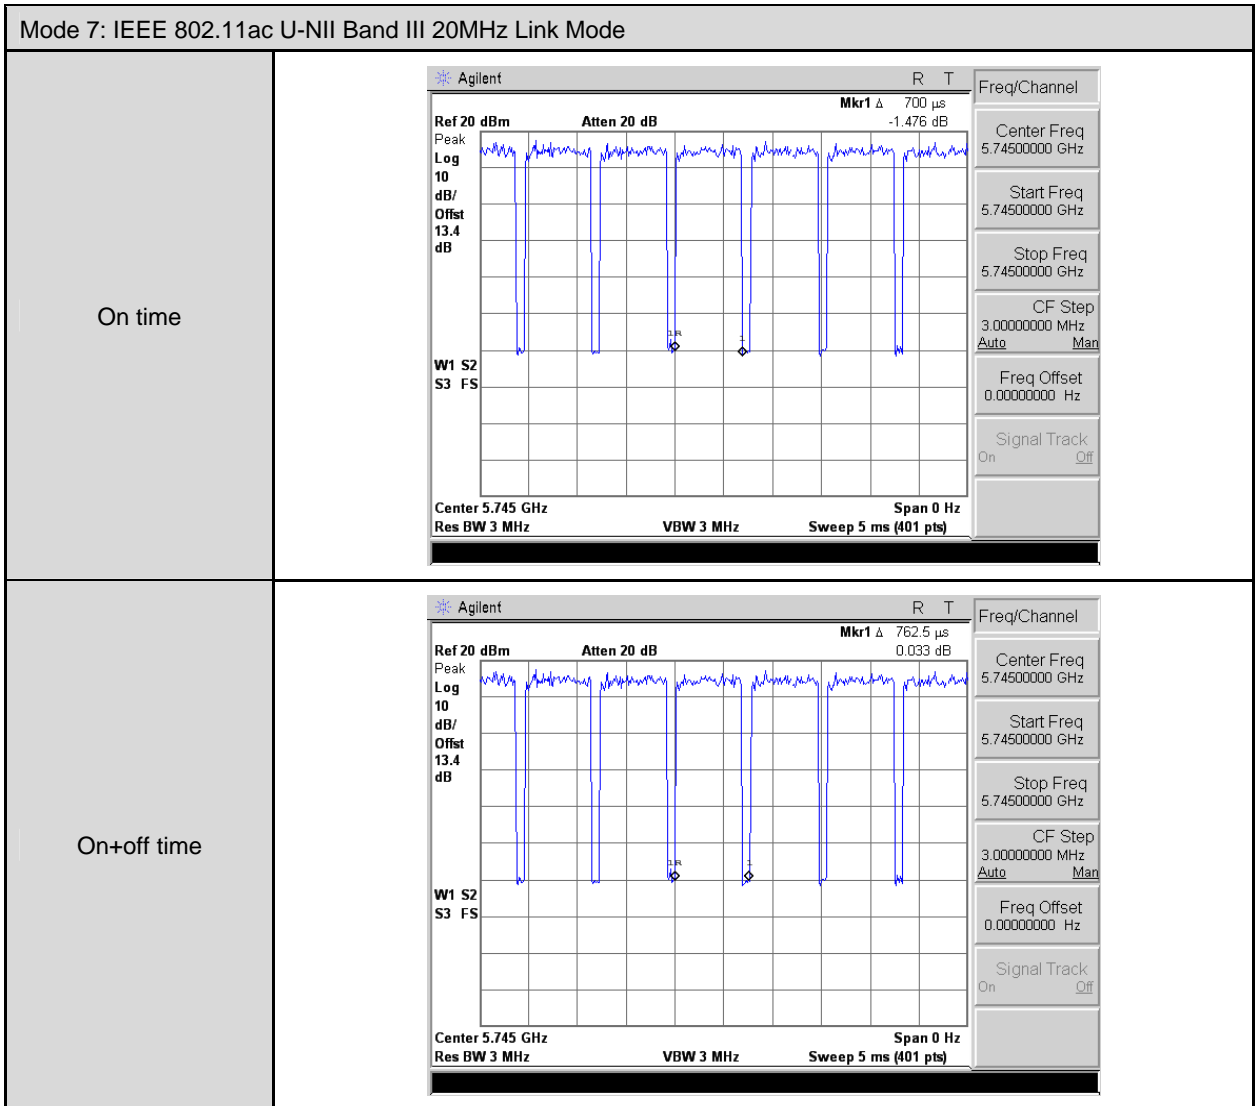 Mode 7: IEEE 802.11ac U-NII Band III 20MHz Link Mode
On time
Agilent
R T
Mkr1 Δ 700 µs
-1.476 dB
Ref 20 dBm
Atten 20 dB
Peak
Log
10
dB/
Offst
13.4
dB
1R
1
W1 S2
S3 FS
Center 5.745 GHz
Span 0 Hz
Res BW 3 MHz
VBW 3 MHz
Sweep 5 ms (401 pts)
Freq/Channel
Center Freq
5.74500000 GHz
Start Freq
5.74500000 GHz
Stop Freq
5.74500000 GHz
CF Step
3.00000000 MHz
Auto Man
Freq Offset
0.00000000 Hz
Signal Track
On Off
On+off time
Agilent
R T
Mkr1 Δ 762.5 µs
0.033 dB
Ref 20 dBm
Atten 20 dB
Peak
Log
10
dB/
Offst
13.4
dB
1R
1
W1 S2
S3 FS
Center 5.745 GHz
Span 0 Hz
Res BW 3 MHz
VBW 3 MHz
Sweep 5 ms (401 pts)
Freq/Channel
Center Freq
5.74500000 GHz
Start Freq
5.74500000 GHz
Stop Freq
5.74500000 GHz
CF Step
3.00000000 MHz
Auto Man
Freq Offset
0.00000000 Hz
Signal Track
On Off